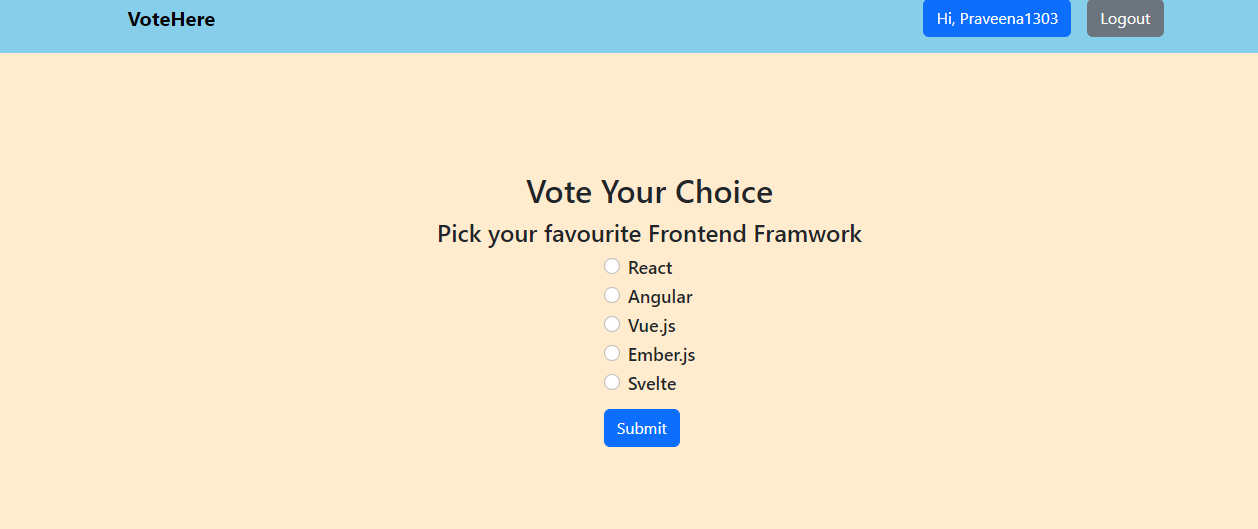 VoteHere
Hi, Praveena1303
Logout
Vote Your Choice
Pick your favourite Frontend Framwork
React
Angular
Vue.js
Ember.js
Svelte
Submit